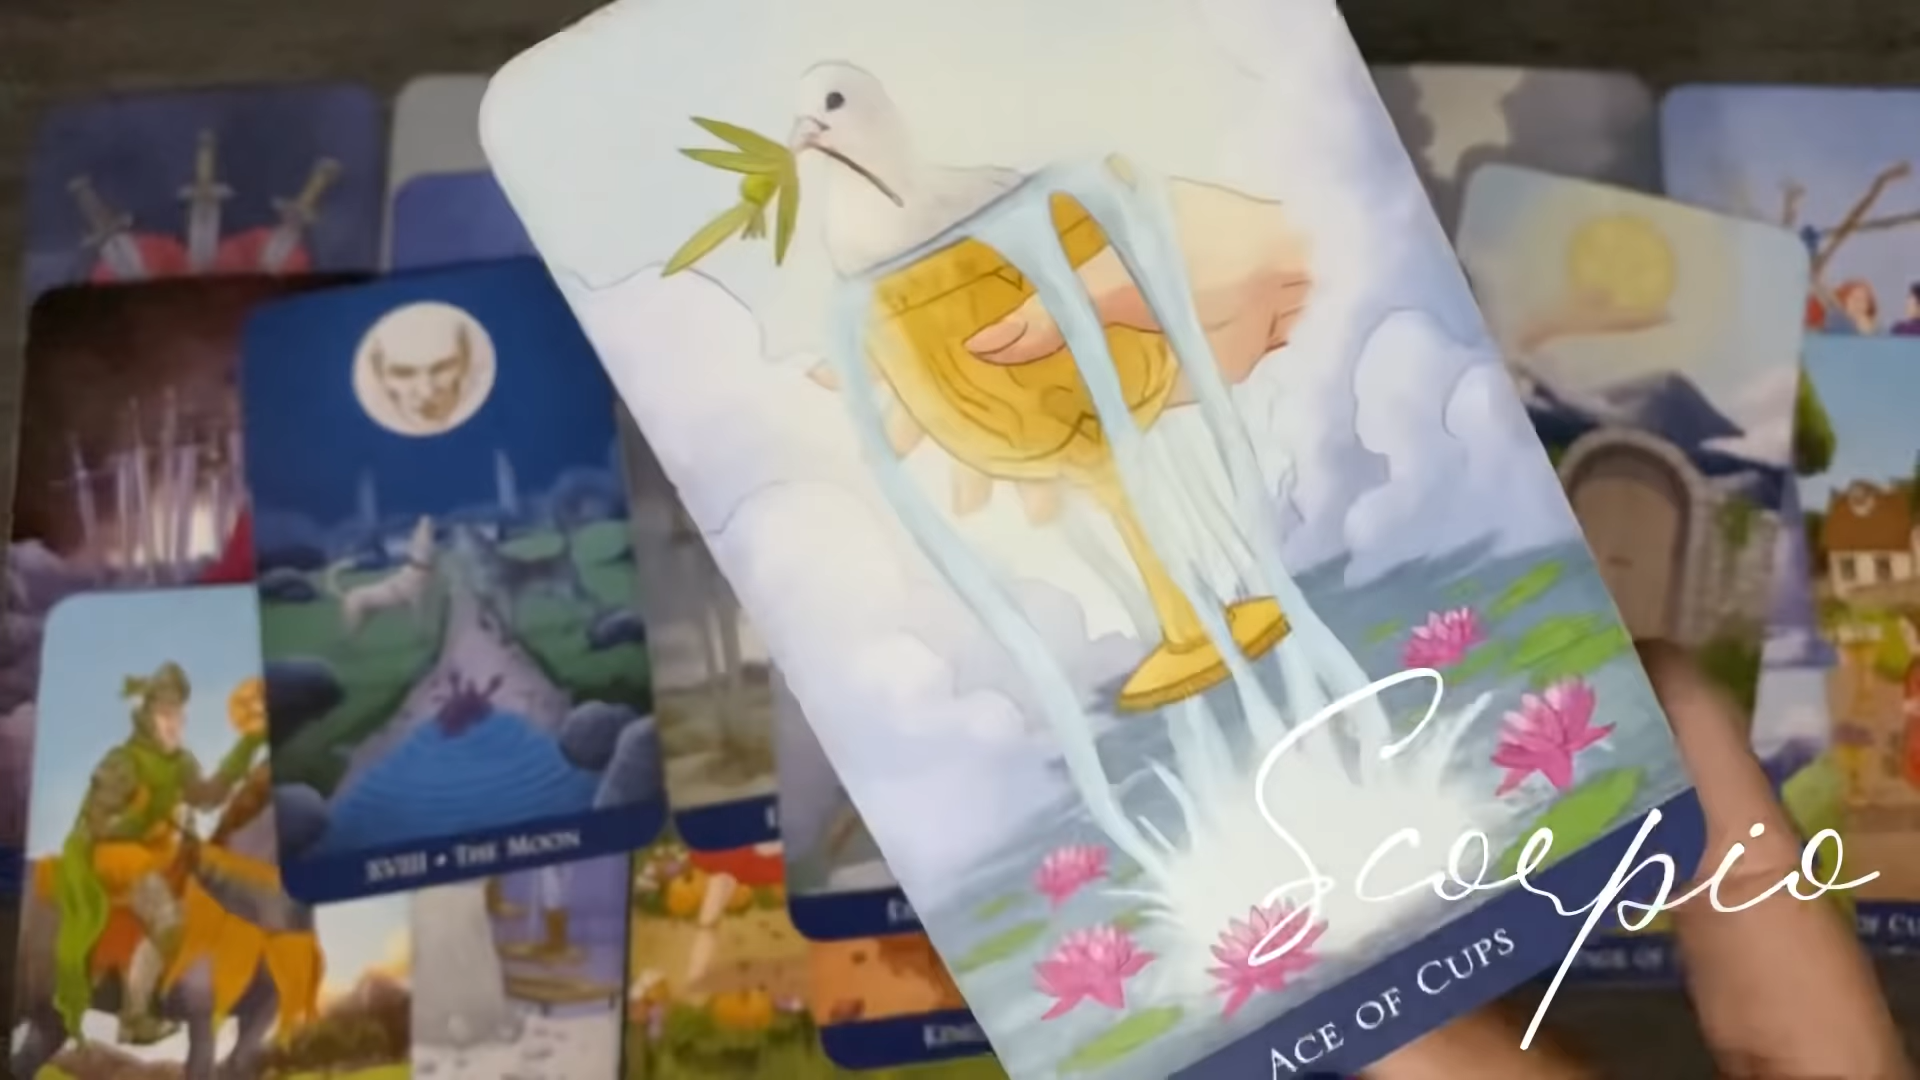 XVIII • THE MOON
Scorpio
ACE OF CUPS